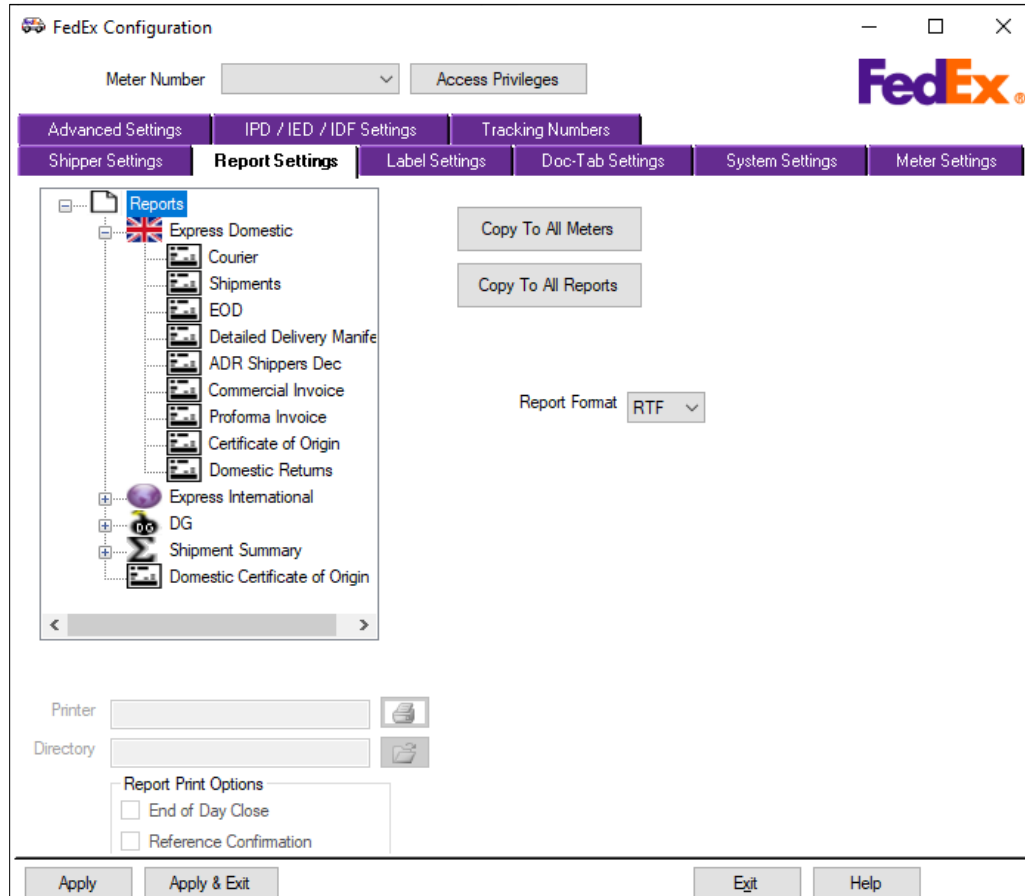 FedEx Configuration
Meter Number
Access Privileges
FedEx ®
Advanced Settings
IPD / IED / IDF Settings
Tracking Numbers
Shipper Settings
Report Settings
Label Settings
Doc-Tab Settings
System Settings
Meter Settings
Reports
Express Domestic
Courier
Shipments
EOD
Detailed Delivery Manife
ADR Shippers Dec
Commercial Invoice
Proforma Invoice
Certificate of Origin
Domestic Returns
Express International
DG
DG
Shipment Summary
Domestic Certificate of Origin
Copy To All Meters
Copy To All Reports
Report Format
RTF
Printer
Directory
Report Print Options
End of Day Close
Reference Confirmation
Apply
Apply & Exit
Exit
Help